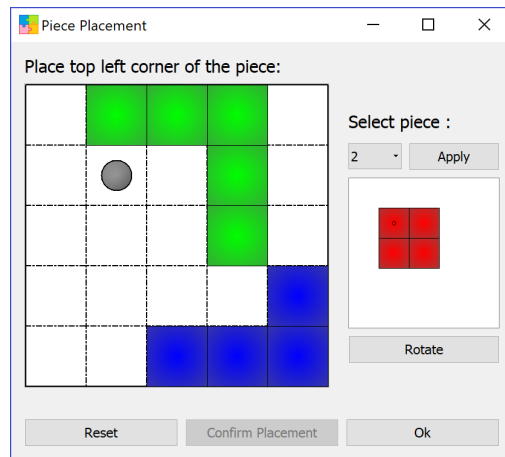 Piece Placement
Place top left corner of the piece:
Select piece :
2
Apply
Rotate
Reset
Confirm Placement
Ok